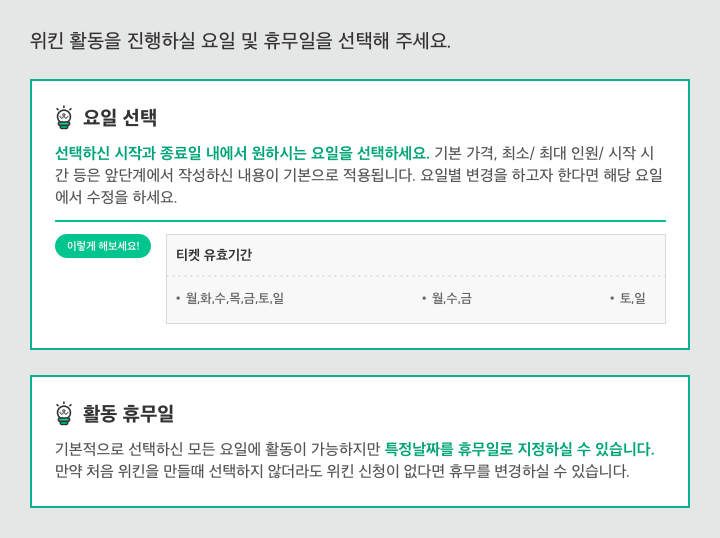 위킨 활동을 진행하실 요일 및 휴무일을 선택해 주세요.
요일 선택
선택하신 시작과 종료일 내에서 원하시는 요일을 선택하세요. 기본 가격, 최소/ 최대 인원/ 시작 시
간 등은 앞단계에서 작성하신 내용이 기본으로 적용됩니다. 요일별 변경을 하고자 한다면 해당 요일
에서 수정을 하세요.
이렇게 해보세요!
티켓 유효기간
• 월,화,수,목,금,토,일 • 월,수,금 • 토,일
활동 휴무일
기본적으로 선택하신 모든 요일에 활동이 가능하지만 특정날짜를 휴무일로 지정하실 수 있습니다.
만약 처음 위킨을 만들때 선택하지 않더라도 위킨 신청이 없다면 휴무를 변경하실 수 있습니다.